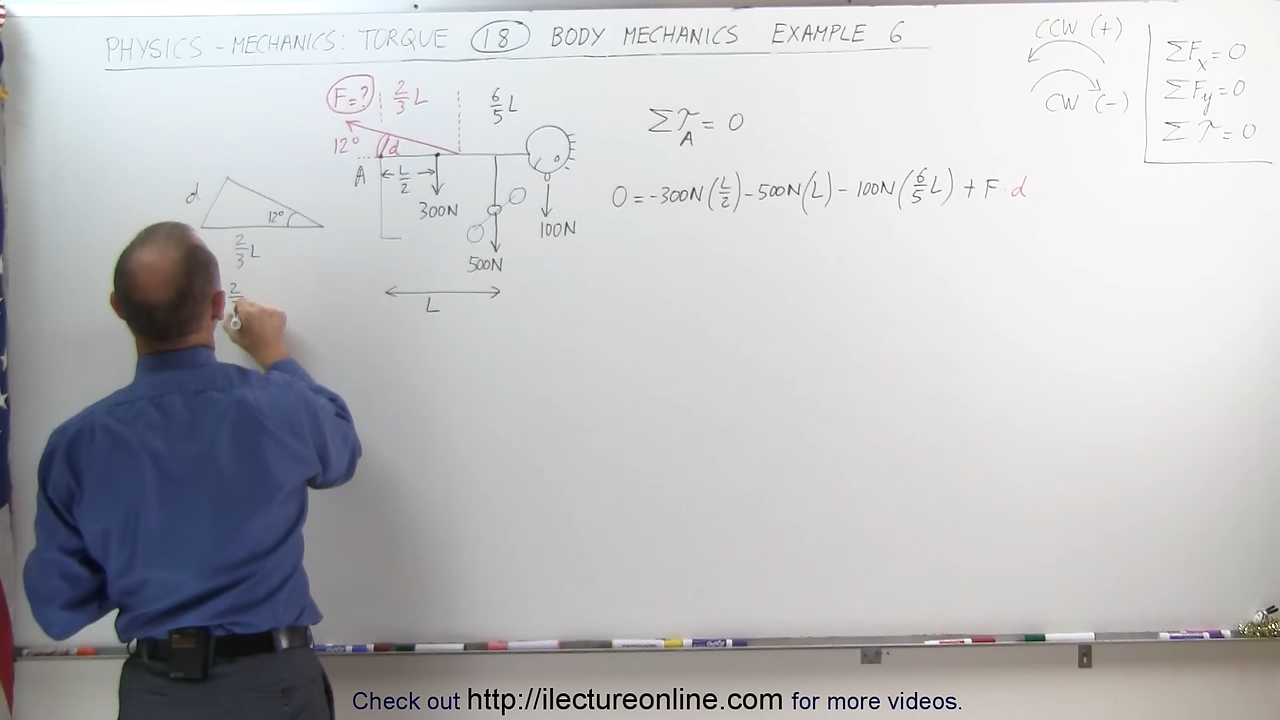 PHYSICS - MECHANICS: TORQUE 18 BODY MECHANICS EXAMPLE 6
CCW (+)
CW (-)
ΣFx = 0
ΣFy = 0
Στ = 0
F=?
2/3 L
6/5 L
12°
d
A
L/2
300N
500N
100N
L
d
12°
2/3 L
2
Στ_A = 0
0 = -300N (L/2) - 500N (L) - 100N (6/5 L) + F · d
Check out http://ilectureonline.com for more videos.